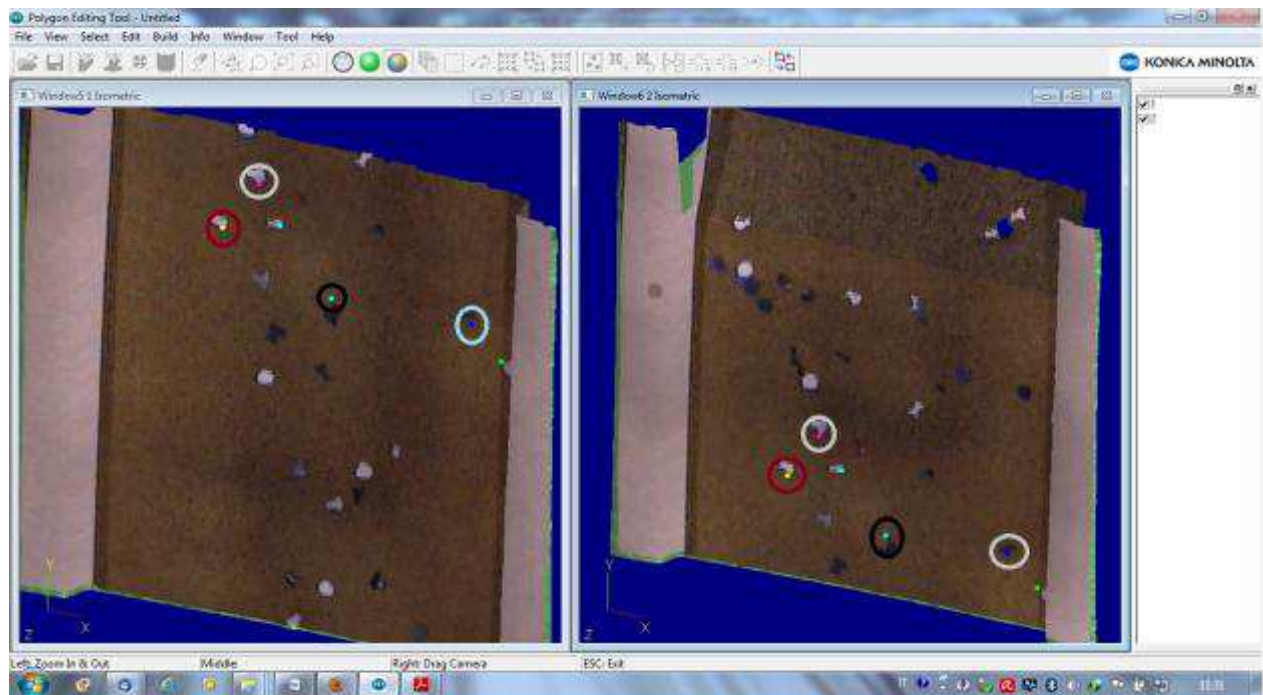 Polygon Editing Tool - Untitled
File View Select Edit Build Info Window Tool Help
KONICA MINOLTA
Window5 1 Isometric
Window6 2 Isometric
Y
Z X
Y
Z X
Left: Zoom In & Out Middle Right: Drag Camera ESC: Exit
IT